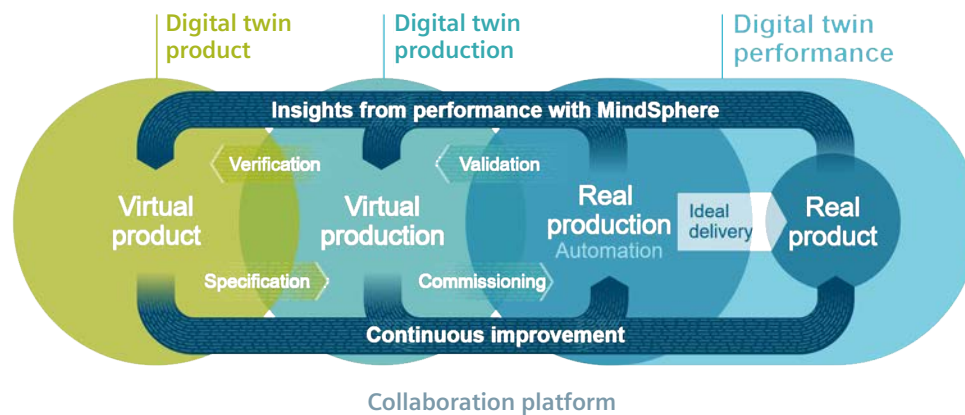 Digital twin
product
Digital twin
production
Digital twin
performance
Insights from performance with MindSphere
Verification
Validation
Virtual
product
Virtual
production
Real
production
Automation
Ideal
delivery
Real
product
Specification
Commissioning
Continuous improvement
Collaboration platform